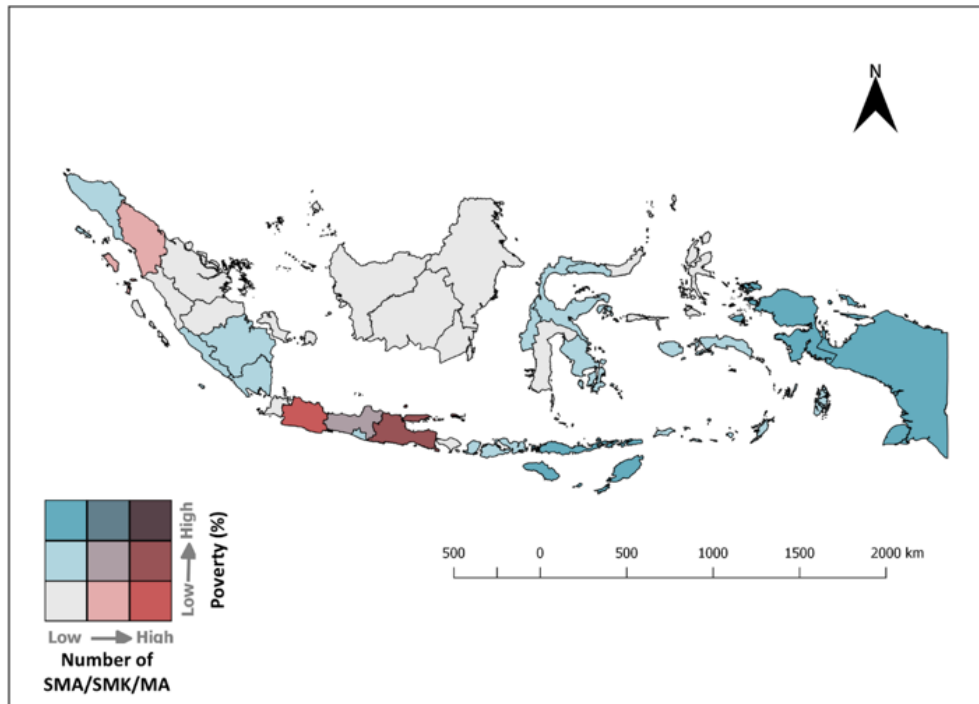 N
500 0 500 1000 1500 2000 km
High
Low
Poverty (%)
Low High
Number of
SMA/SMK/MA